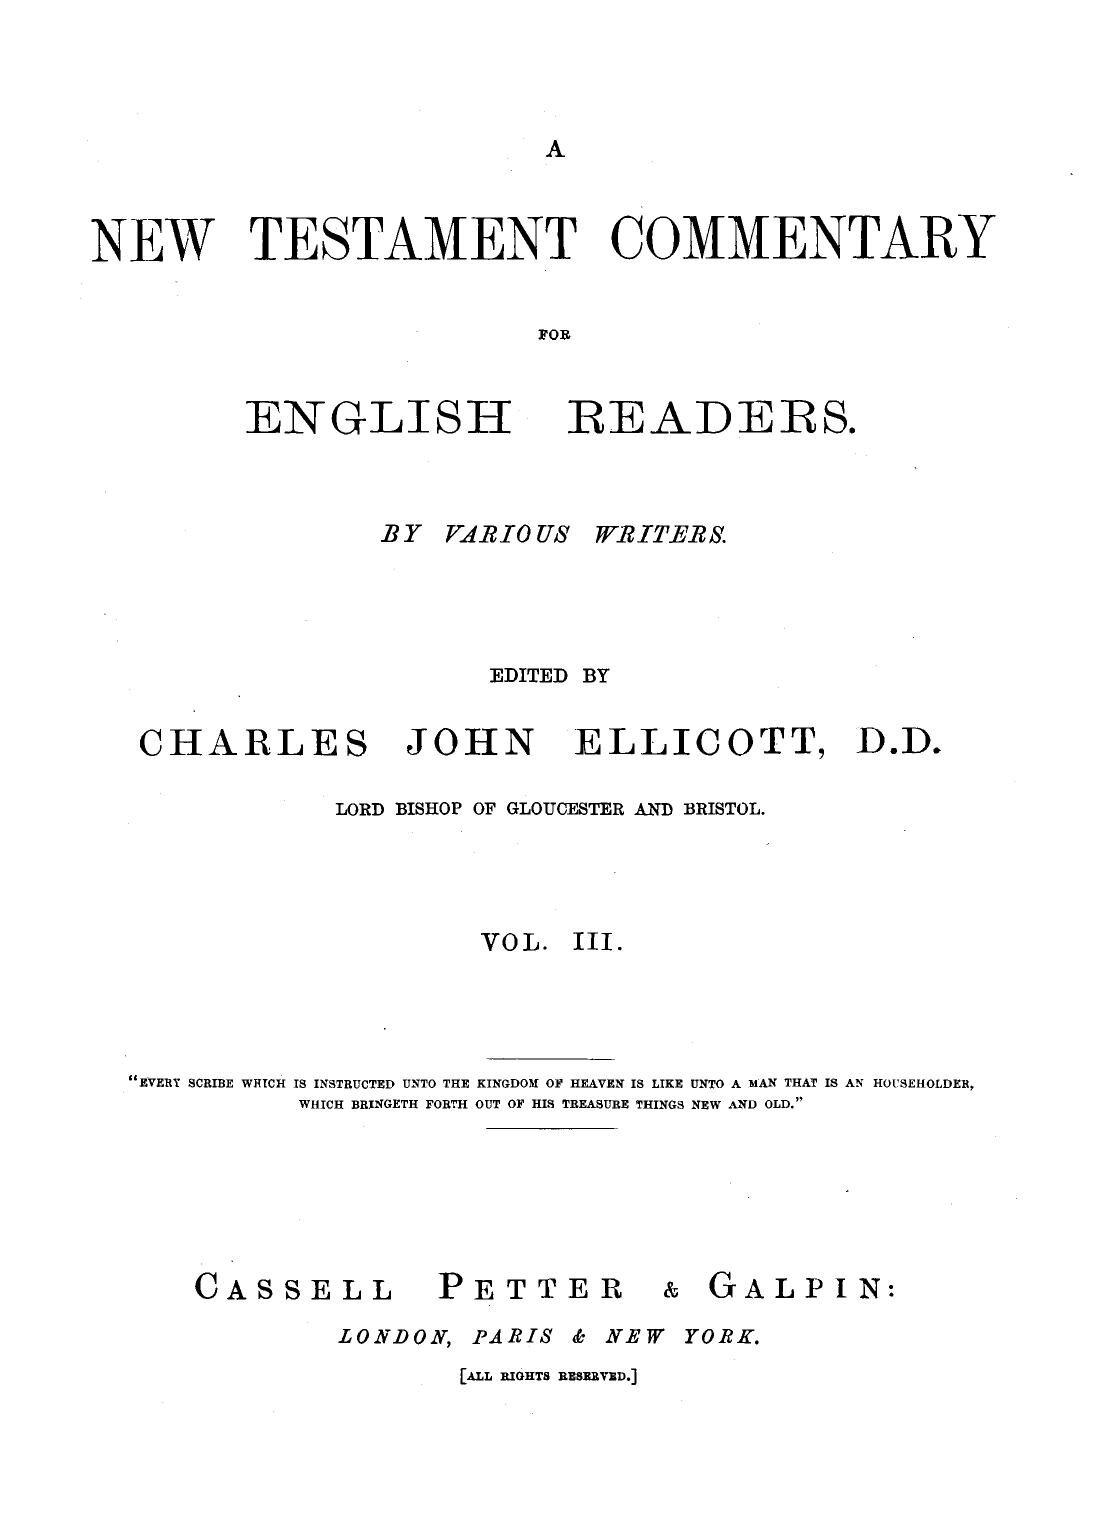 A
NEW TESTAMENT COMMENTARY
FOR
ENGLISH READERS.
BY VARIOUS WRITERS.
EDITED BY
CHARLES JOHN ELLICOTT, D.D.
LORD BISHOP OF GLOUCESTER AND BRISTOL.
VOL. III.
"EVERY SCRIBE WHICH IS INSTRUCTED UNTO THE KINGDOM OF HEAVEN IS LIKE UNTO A MAN THAT IS AN HOUSEHOLDER,
WHICH BRINGETH FORTH OUT OF HIS TREASURE THINGS NEW AND OLD."
CASSELL PETTER & GALPIN:
LONDON, PARIS & NEW YORK.
[ALL RIGHTS RESERVED.]